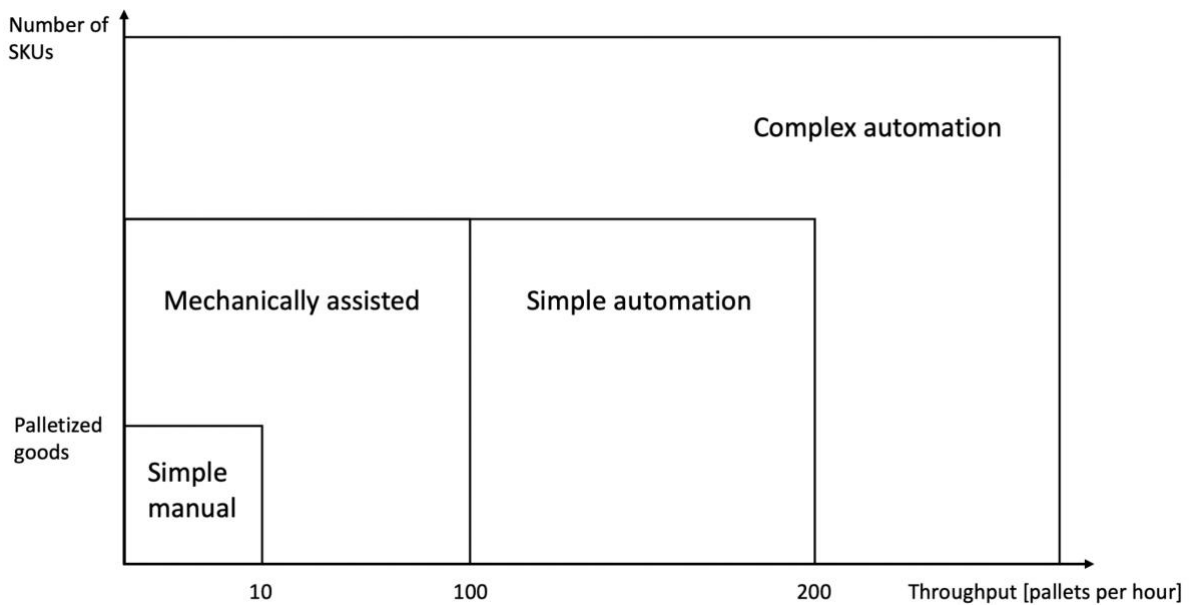 Number of
SKUs
Complex automation
Mechanically assisted
Simple automation
Palletized
goods
Simple
manual
10
100
200
Throughput [pallets per hour]